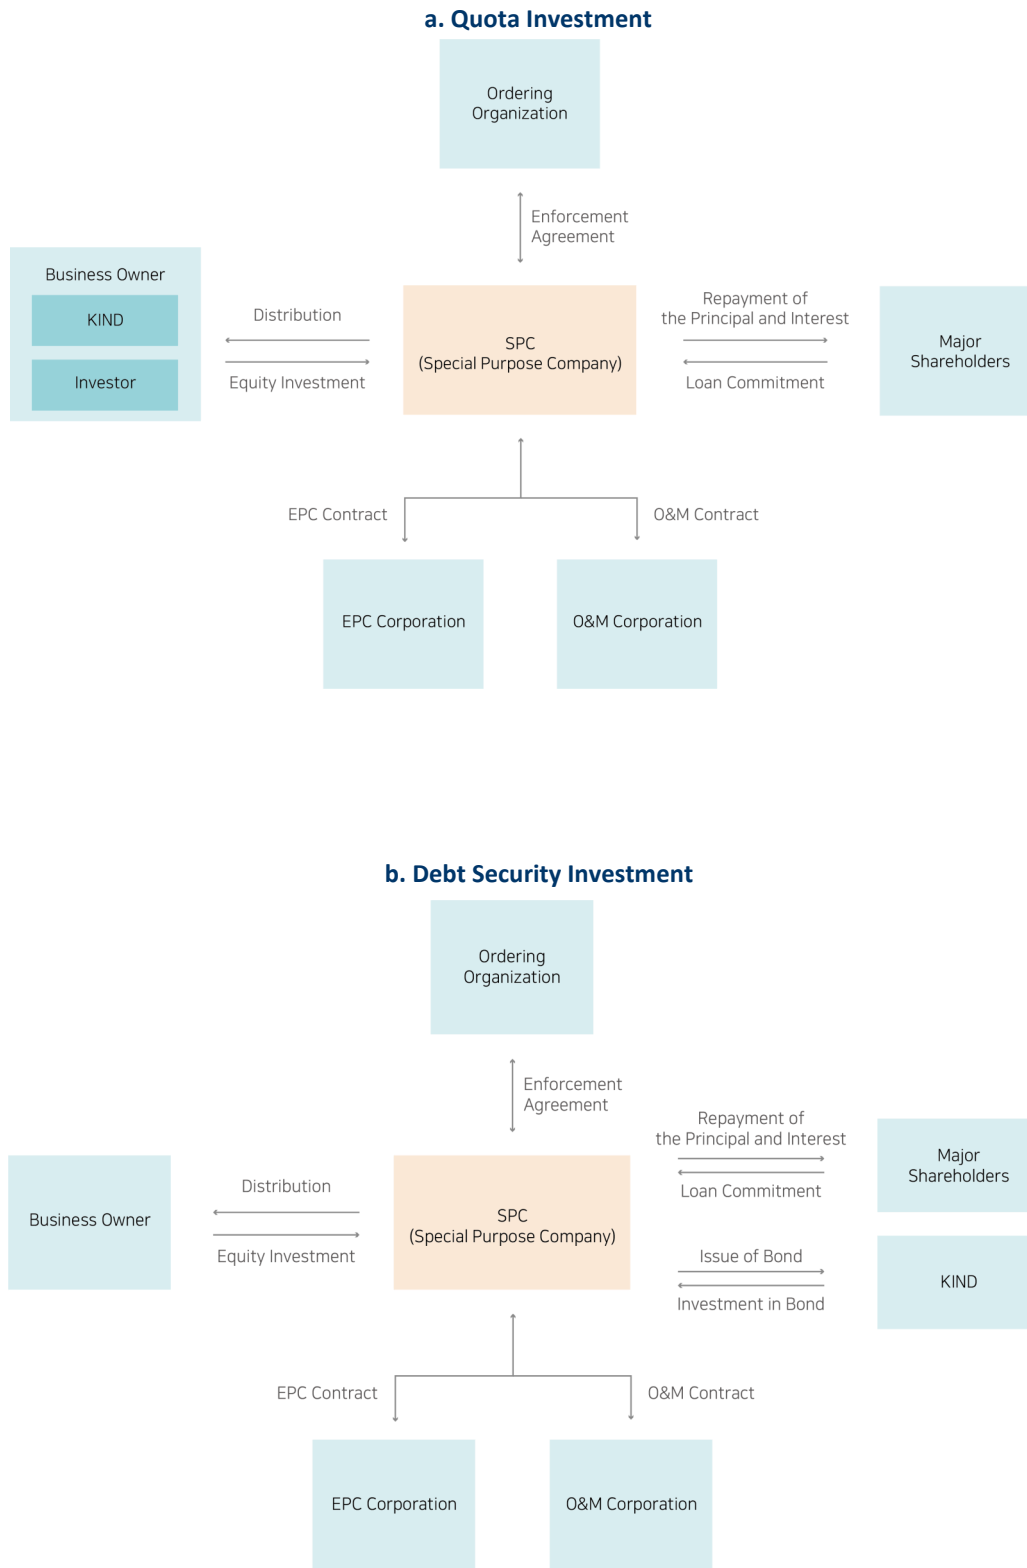 a. Quota Investment
Ordering
Organization
Enforcement
Agreement
Business Owner
KIND
Investor
Distribution
Equity Investment
SPC
(Special Purpose Company)
Repayment of
the Principal and Interest
Loan Commitment
Major
Shareholders
EPC Contract
O&M Contract
EPC Corporation
O&M Corporation
b. Debt Security Investment
Ordering
Organization
Enforcement
Agreement
Business Owner
Distribution
Equity Investment
SPC
(Special Purpose Company)
Repayment of
the Principal and Interest
Loan Commitment
Major
Shareholders
Issue of Bond
Investment in Bond
KIND
EPC Contract
O&M Contract
EPC Corporation
O&M Corporation